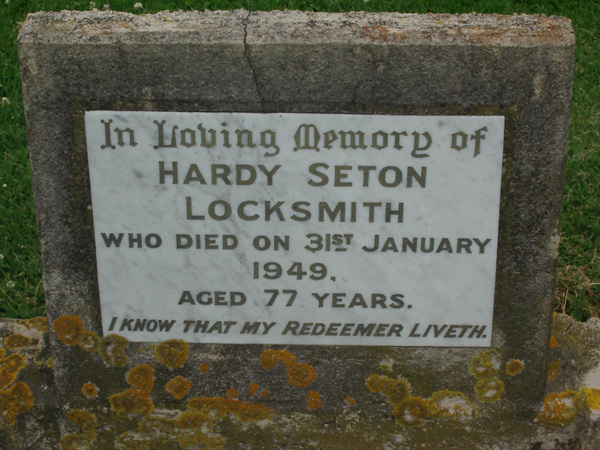 In Loving Memory of
HARDY SETON
LOCKSMITH
WHO DIED ON 31ST JANUARY
1949.
AGED 77 YEARS.
I KNOW THAT MY REDEEMER LIVETH.